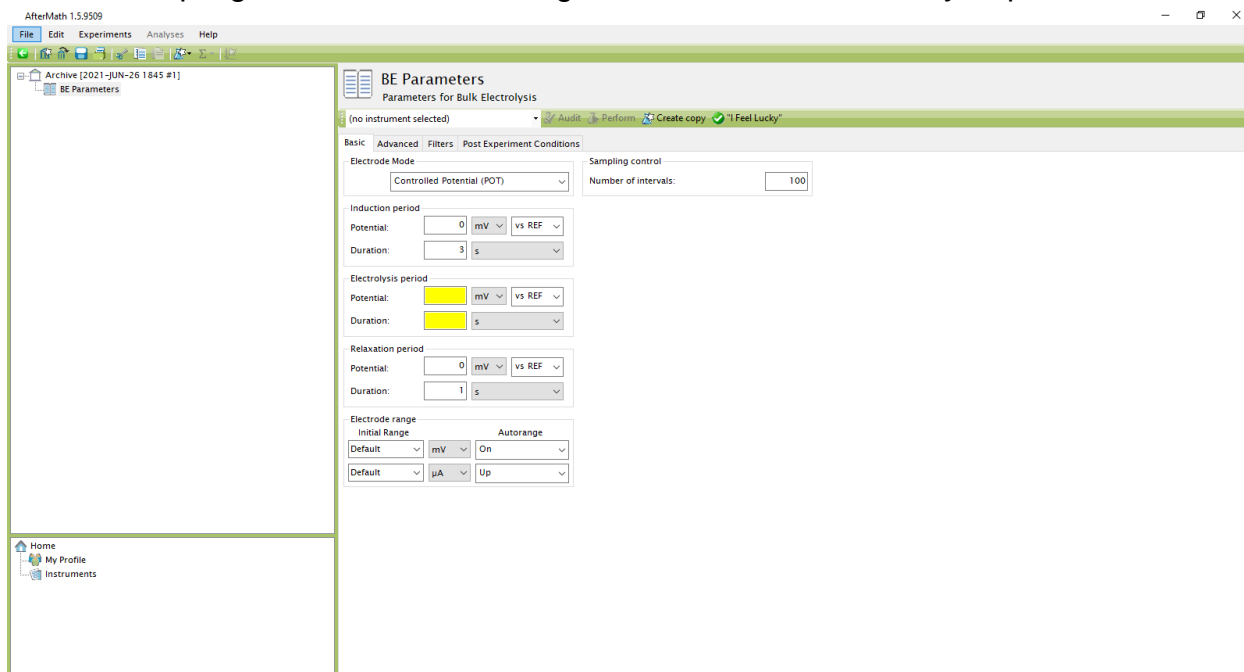 AfterMath 1.5.9509
File Edit Experiments Analyses Help
Archive [2021-JUN-26 1845 #1]
BE Parameters
BE Parameters
Parameters for Bulk Electrolysis
(no instrument selected) Audit Perform Create copy "I Feel Lucky"
Basic Advanced Filters Post Experiment Conditions
Electrode Mode
Controlled Potential (POT)
Sampling control
Number of intervals: 100
Induction period
Potential: 0 mV vs REF
Duration: 3 s
Electrolysis period
Potential: mV vs REF
Duration: s
Relaxation period
Potential: 0 mV vs REF
Duration: 1 s
Electrode range
Initial Range Autorange
Default mV On
Default µA Up
Home
My Profile
Instruments